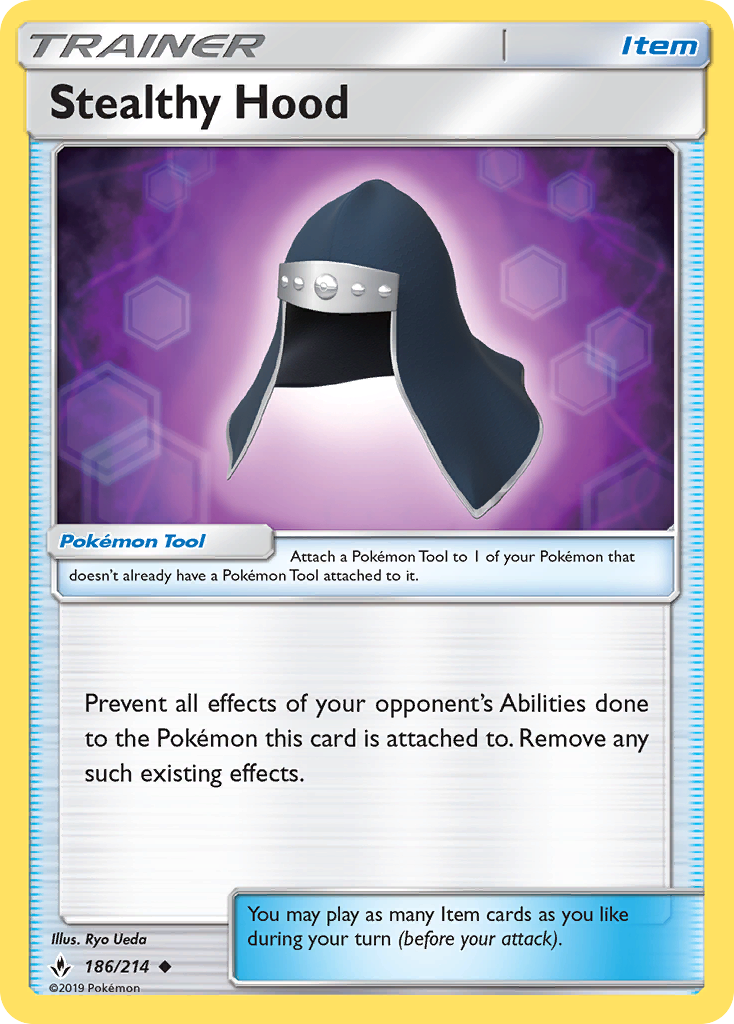 TRAINER
Item
Stealthy Hood
Pokémon Tool
Attach a Pokémon Tool to 1 of your Pokémon that
doesn't already have a Pokémon Tool attached to it.
Prevent all effects of your opponent's Abilities done
to the Pokémon this card is attached to. Remove any
such existing effects.
You may play as many Item cards as you like
during your turn (before your attack).
Illus. Ryo Ueda
186/214
©2019 Pokémon